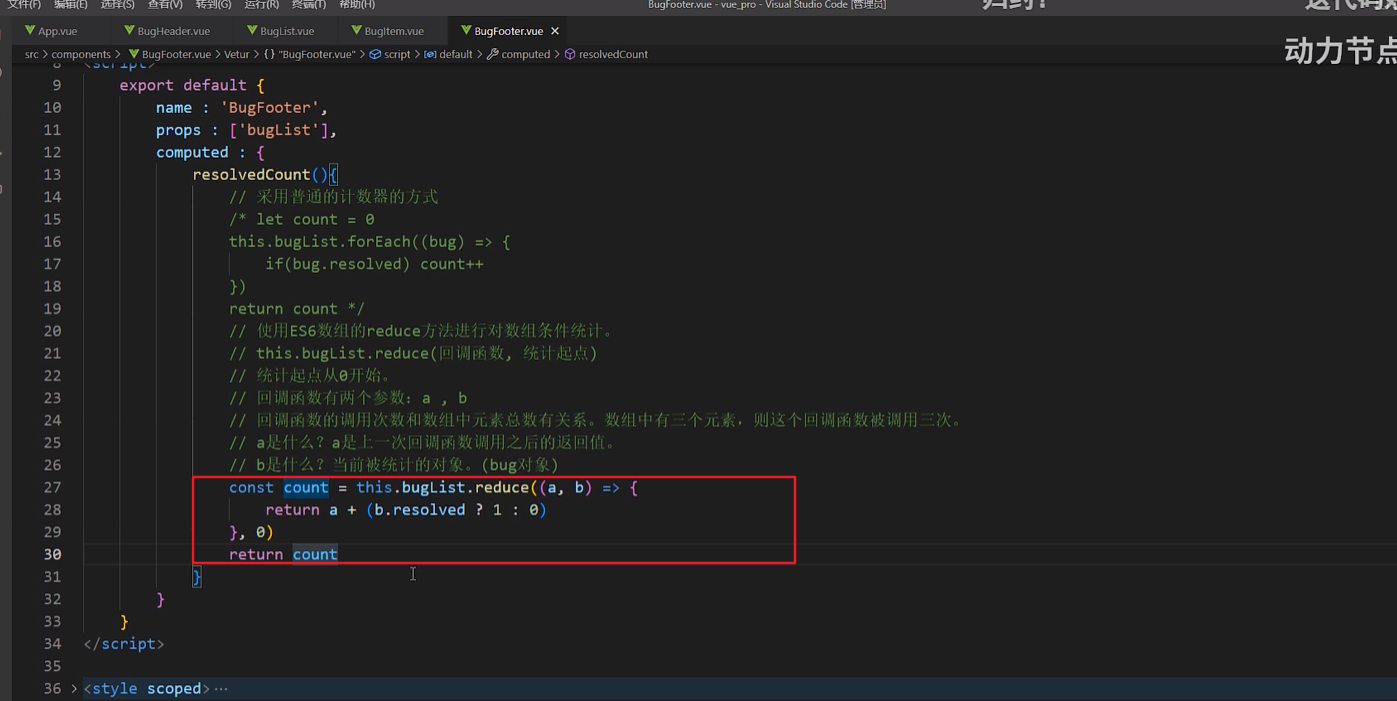 文件(F) 编辑(E) 选择(S) 查看(V) 转到(G) 运行(R) 终端(T) 帮助(H) BugFooter.vue - vue_pro - Visual Studio Code [管理员]
App.vue BugHeader.vue BugList.vue BugItem.vue BugFooter.vue ×
动力节点
src > components > BugFooter.vue > Vetur > {} "BugFooter.vue" > script > default > computed > resolvedCount
8 <script>
9 export default {
10 name : 'BugFooter',
11 props : ['bugList'],
12 computed : {
13 resolvedCount(){
14 // 采用普通的计数器的方式
15 /* let count = 0
16 this.bugList.forEach((bug) => {
17 if(bug.resolved) count++
18 })
19 return count */
20 // 使用ES6数组的reduce方法进行对数组条件统计。
21 // this.bugList.reduce(回调函数, 统计起点)
22 // 统计起点从0开始。
23 // 回调函数有两个参数：a , b
24 // 回调函数的调用次数和数组中元素总数有关系。数组中有三个元素，则这个回调函数被调用三次。
25 // a是什么？a是上一次回调函数调用之后的返回值。
26 // b是什么？当前被统计的对象。(bug对象)
27 const count = this.bugList.reduce((a, b) => {
28 return a + (b.resolved ? 1 : 0)
29 }, 0)
30 return count
31 }
32 }
33 }
34 </script>
35
36 > <style scoped>···